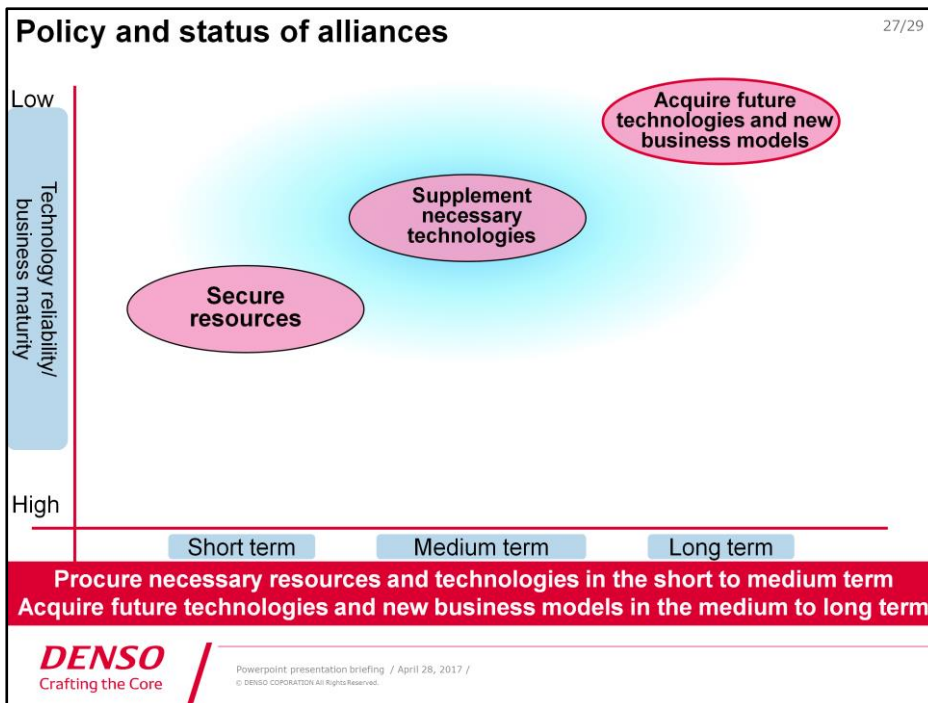 Policy and status of alliances
27/29
Low
Acquire future
technologies and new
business models
Supplement
necessary
technologies
Technology reliability/
business maturity
Secure
resources
High
Short term
Medium term
Long term
Procure necessary resources and technologies in the short to medium term
Acquire future technologies and new business models in the medium to long term
DENSO
Crafting the Core
Powerpoint presentation briefing / April 28, 2017 /
© DENSO COPORATION All Rights Reserved.